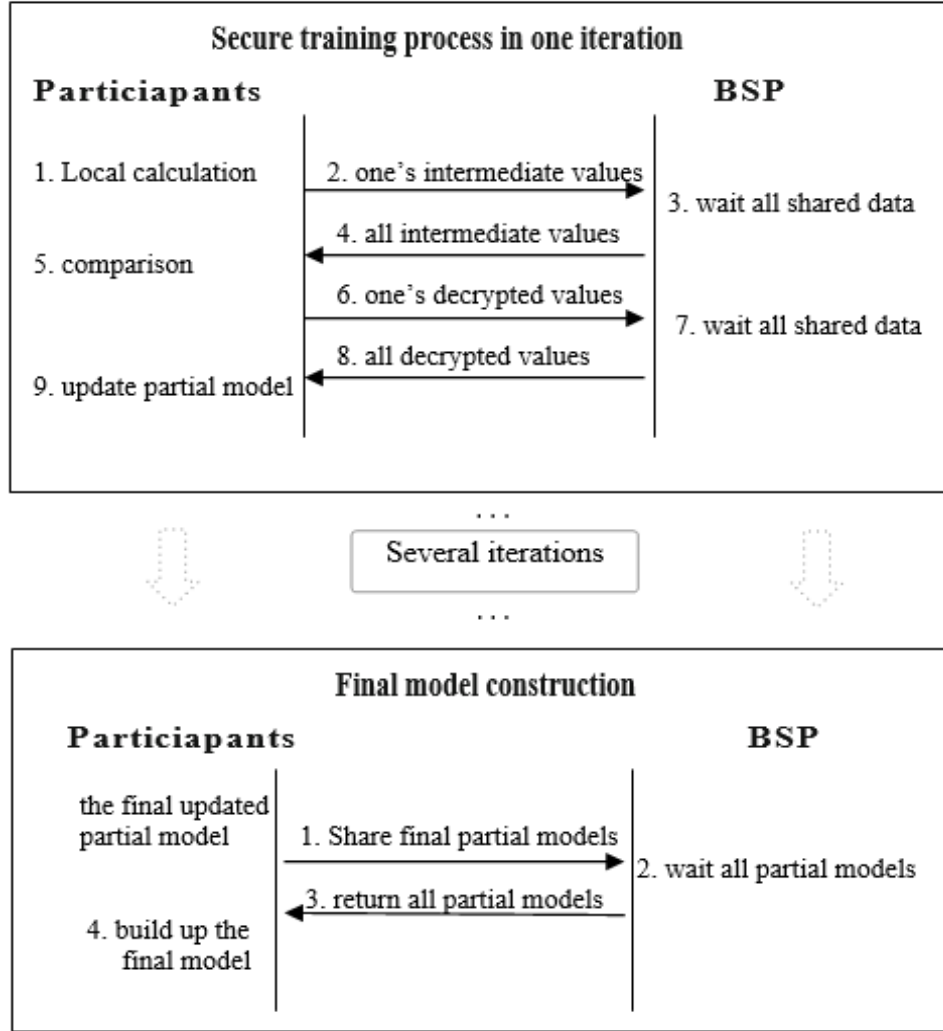 Secure training process in one iteration
Particiapants
BSP
1. Local calculation
2. one’s intermediate values
3. wait all shared data
4. all intermediate values
5. comparison
6. one’s decrypted values
7. wait all shared data
8. all decrypted values
9. update partial model
...
Several iterations
...
Final model construction
Particiapants
BSP
the final updated
partial model
1. Share final partial models
2. wait all partial models
3. return all partial models
4. build up the
final model